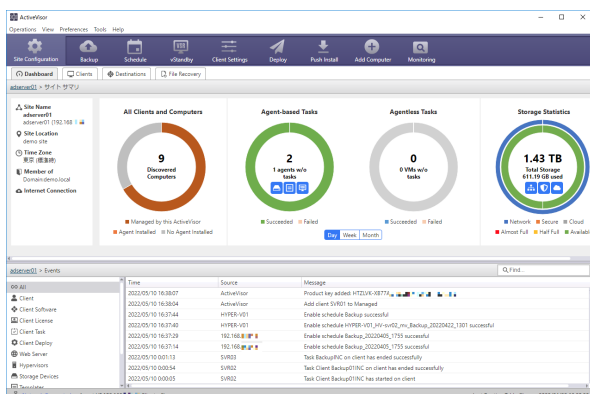 ActiveVisor
Operations View Preferences Tools Help
Site Configuration Backup Schedule vStandby Client Settings Deploy Push Install Add Computer Monitoring
Dashboard Clients Destinations File Recovery
adserver01 > サイト サマリ
Site Name
adserver01
adserver01 (192.168
Site Location
demo site
Time Zone
東京 (標準時)
Member of
Domain:demo.local
Internet Connection
All Clients and Computers
9
Discovered
Computers
Managed by this ActiveVisor
Agent Installed No Agent Installed
Agent-based Tasks
2
1 agents w/o
tasks
Succeeded Failed
Day Week Month
Agentless Tasks
0
0 VMs w/o
tasks
Succeeded Failed
Storage Statistics
1.43 TB
Total Storage
611.19 GB used
Network Secure Cloud
Almost Full Half Full Availabl
adserver01 > Events
Find...
All
Client
Client Software
Client License
Client Task
Client Deploy
Web Server
Hypervisors
Storage Devices
Templates
Time Source Message
2022/05/10 16:38:07 ActiveVisor Product key added: HTZLVK-X877X
2022/05/10 16:38:04 ActiveVisor Add client SVR01 to Managed
2022/05/10 16:37:44 HYPER-V01 Enable schedule Backup successful
2022/05/10 16:37:40 HYPER-V01 Enable schedule HYPER-V01_HV-sv02_mv_Backup_20220422_1301 successful
2022/05/10 16:37:29 192.168. Enable schedule Backup_20220405_1755 successful
2022/05/10 16:37:14 192.168. Enable schedule Backup_20220405_1755 successful
2022/05/10 0:01:13 SVR03 Task BackupINC on client has ended successfully
2022/05/10 0:00:54 SVR02 Task Client Backup01INC on client has ended successfully
2022/05/10 0:00:05 SVR02 Task Client Backup01INC has started on client